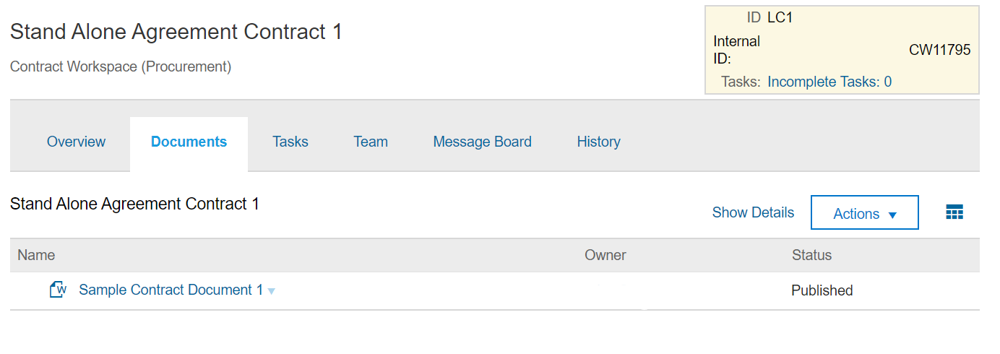 Stand Alone Agreement Contract 1
Contract Workspace (Procurement)
ID LC1
Internal
ID:
CW11795
Tasks: Incomplete Tasks: 0
Overview Documents Tasks Team Message Board History
Stand Alone Agreement Contract 1
Show Details Actions
Name Owner Status
W Sample Contract Document 1 Published